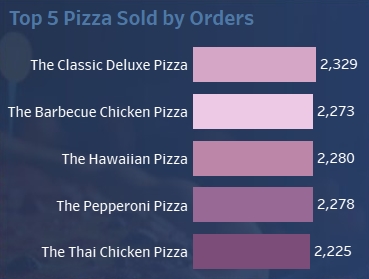 Top 5 Pizza Sold by Orders
The Classic Deluxe Pizza 2,329
The Barbecue Chicken Pizza 2,273
The Hawaiian Pizza 2,280
The Pepperoni Pizza 2,278
The Thai Chicken Pizza 2,225